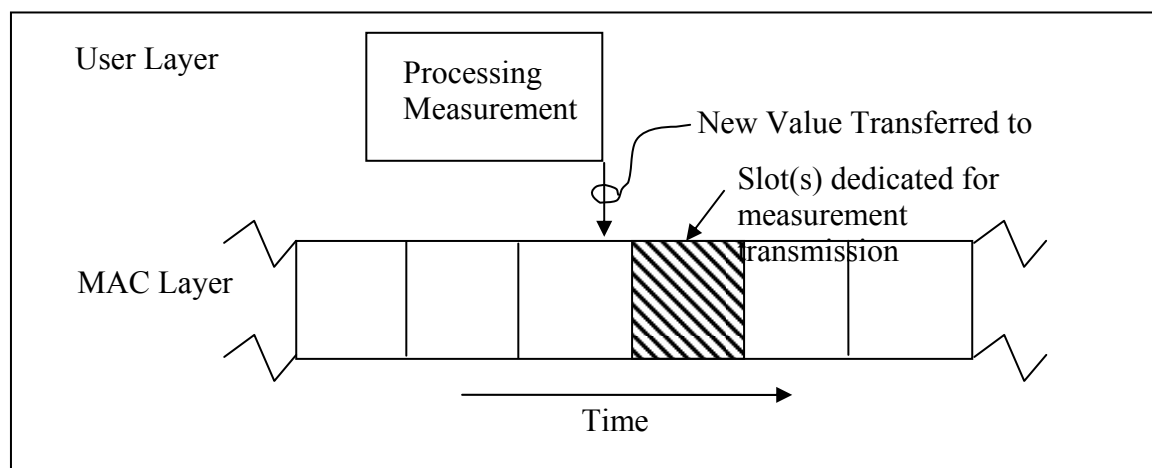 User Layer
Processing
Measurement
New Value Transferred to
Slot(s) dedicated for
measurement
transmission
MAC Layer
Time